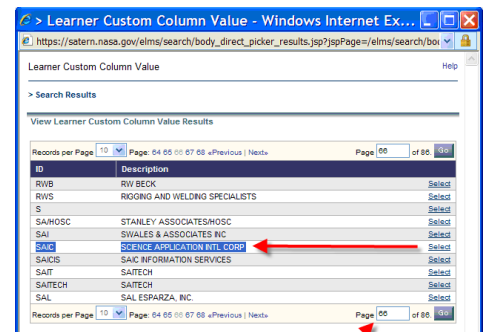 > Learner Custom Column Value - Windows Internet Ex...
https://satern.nasa.gov/elms/search/body_direct_picker_results.jsp?jspPage=/elms/search/bod
Learner Custom Column Value Help
> Search Results
View Learner Custom Column Value Results
Records per Page 10 Page: 64 65 66 67 68 «Previous | Next» Page 66 of 86. Go
ID Description
RWB RW BECK Select
RWS RIGGING AND WELDING SPECIALISTS Select
S Select
SA/HOSC STANLEY ASSOCIATES/HOSC Select
SAI SWALES & ASSOCIATES INC Select
SAIC SCIENCE APPLICATION INTL CORP Select
SAICIS SAIC INFORMATION SERVICES Select
SAIT SAITECH Select
SAITECH SAITECH Select
SAL SAL ESPARZA, INC. Select
Records per Page 10 Page: 64 65 66 67 68 «Previous | Next» Page 66 of 86. Go